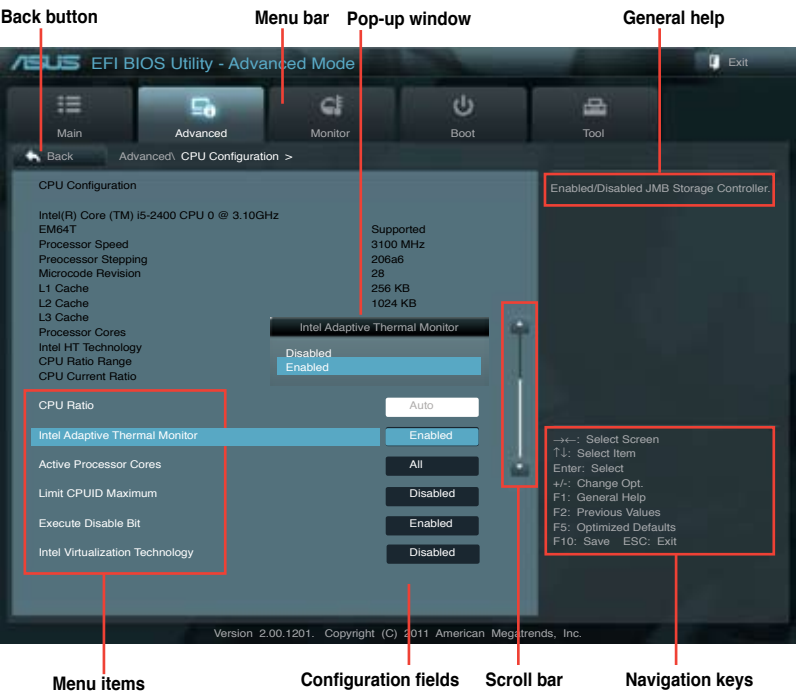 Back button
Menu bar
Pop-up window
General help
ASUS EFI BIOS Utility - Advanced Mode
Exit
Main
Advanced
Monitor
Boot
Tool
Back
Advanced\ CPU Configuration >
CPU Configuration
Enabled/Disabled JMB Storage Controller.
Intel(R) Core (TM) i5-2400 CPU 0 @ 3.10GHz
EM64T Supported
Processor Speed 3100 MHz
Preocessor Stepping 206a6
Microcode Revision 28
L1 Cache 256 KB
L2 Cache 1024 KB
L3 Cache
Processor Cores
Intel HT Technology
CPU Ratio Range
CPU Current Ratio
Intel Adaptive Thermal Monitor
Disabled
Enabled
CPU Ratio Auto
Intel Adaptive Thermal Monitor Enabled
Active Processor Cores All
Limit CPUID Maximum Disabled
Execute Disable Bit Enabled
Intel Virtualization Technology Disabled
→←: Select Screen
↑↓: Select Item
Enter: Select
+/-: Change Opt.
F1: General Help
F2: Previous Values
F5: Optimized Defaults
F10: Save ESC: Exit
Version 2.00.1201. Copyright (C) 2011 American Megatrends, Inc.
Menu items
Configuration fields
Scroll bar
Navigation keys